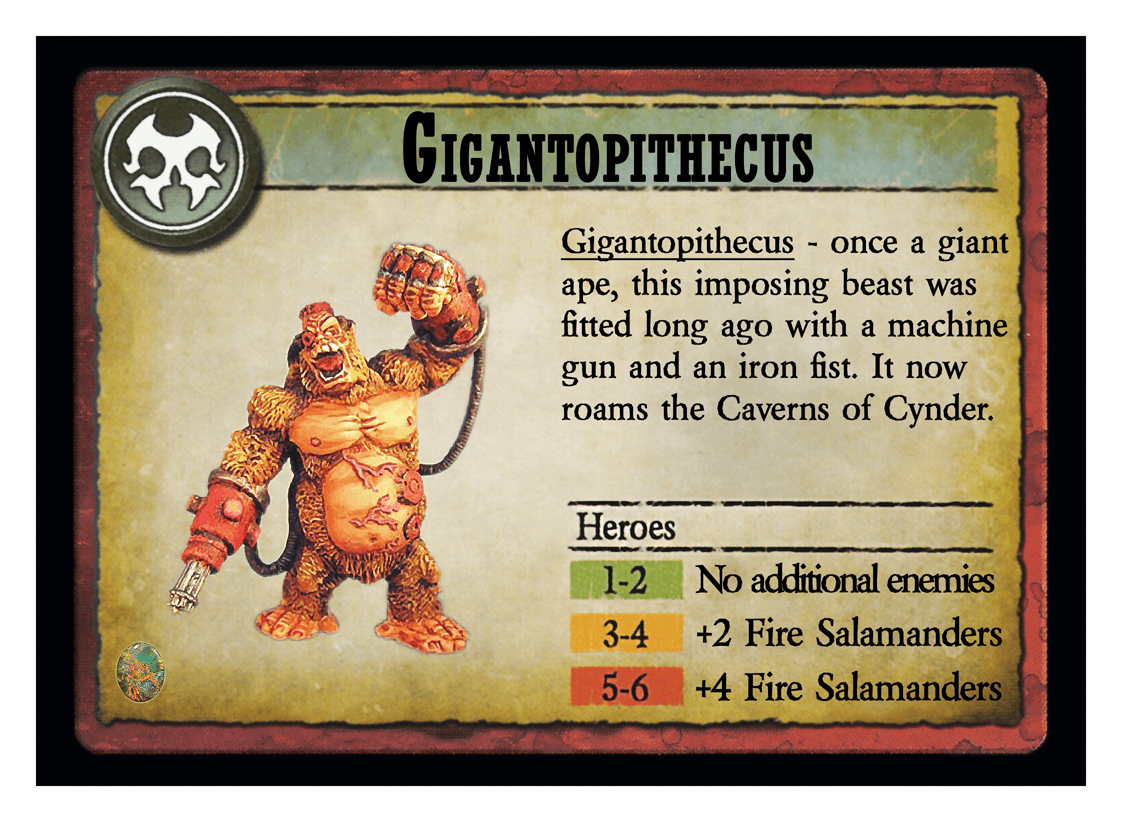 GIGANTOPITHECUS
Gigantopithecus - once a giant
ape, this imposing beast was
fitted long ago with a machine
gun and an iron fist. It now
roams the Caverns of Cynder.
Heroes
1-2 No additional enemies
3-4 +2 Fire Salamanders
5-6 +4 Fire Salamanders